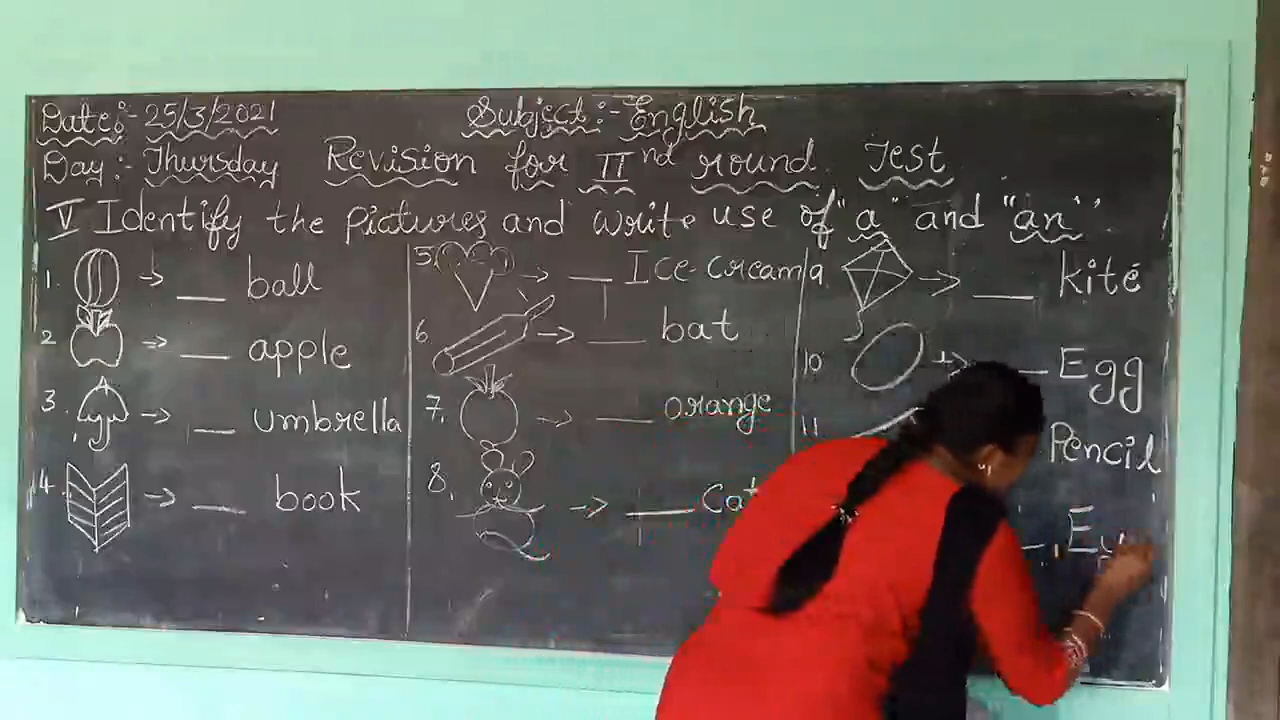 Date:- 25/3/2021 Subject:- English
Day:- Thursday Revision for IInd round Test
V Identify the pictures and write use of "a" and "an"
1. → __ ball
2 → __ apple
3. → __ umbrella
4. → __ book
5. → __ Ice-cream
6 → __ bat
7. → __ orange
8. → __ Cat
9. → __ kite
10 → __ Egg
11. Pencil